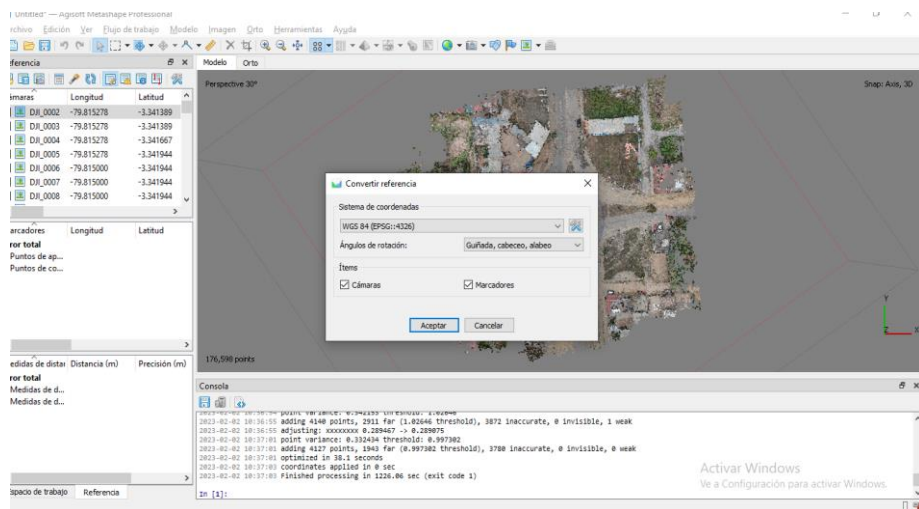 Untitled* — Agisoft Metashape Professional
Edición Ver Flujo de trabajo Modelo Imagen Orto Herramientas Ayuda
Modelo Orto
Longitud Latitud
DJI_0002 -79.815278 -3.341389
DJI_0003 -79.815278 -3.341389
DJI_0004 -79.815278 -3.341667
DJI_0005 -79.815278 -3.341944
DJI_0006 -79.815000 -3.341944
DJI_0007 -79.815000 -3.341944
DJI_0008 -79.815000 -3.341944
Longitud Latitud
Puntos de ap...
Puntos de co...
Distancia (m) Precisión (m)
Medidas de d...
Medidas de d...
Espacio de trabajo Referencia
Perspective 30°
Snap: Axis, 3D
Convertir referencia
Sistema de coordenadas
WGS 84 (EPSG::4326)
Ángulos de rotación: Guiñada, cabeceo, alabeo
Ítems
Cámaras Marcadores
Aceptar Cancelar
Y
X
Z
176,598 points
Consola
2023-02-02 10:36:55 adding 4140 points, 2911 far (1.02646 threshold), 3872 inaccurate, 0 invisible, 1 weak
2023-02-02 10:36:55 adjusting: xxxxxxxx 0.289467 -> 0.289075
2023-02-02 10:37:01 point variance: 0.332434 threshold: 0.997302
2023-02-02 10:37:01 adding 4127 points, 1943 far (0.997302 threshold), 3780 inaccurate, 0 invisible, 0 weak
2023-02-02 10:37:01 optimized in 38.1 seconds
2023-02-02 10:37:03 coordinates applied in 0 sec
2023-02-02 10:37:03 Finished processing in 1226.06 sec (exit code 1)
In [1]:
Activar Windows
Ve a Configuración para activar Windows.